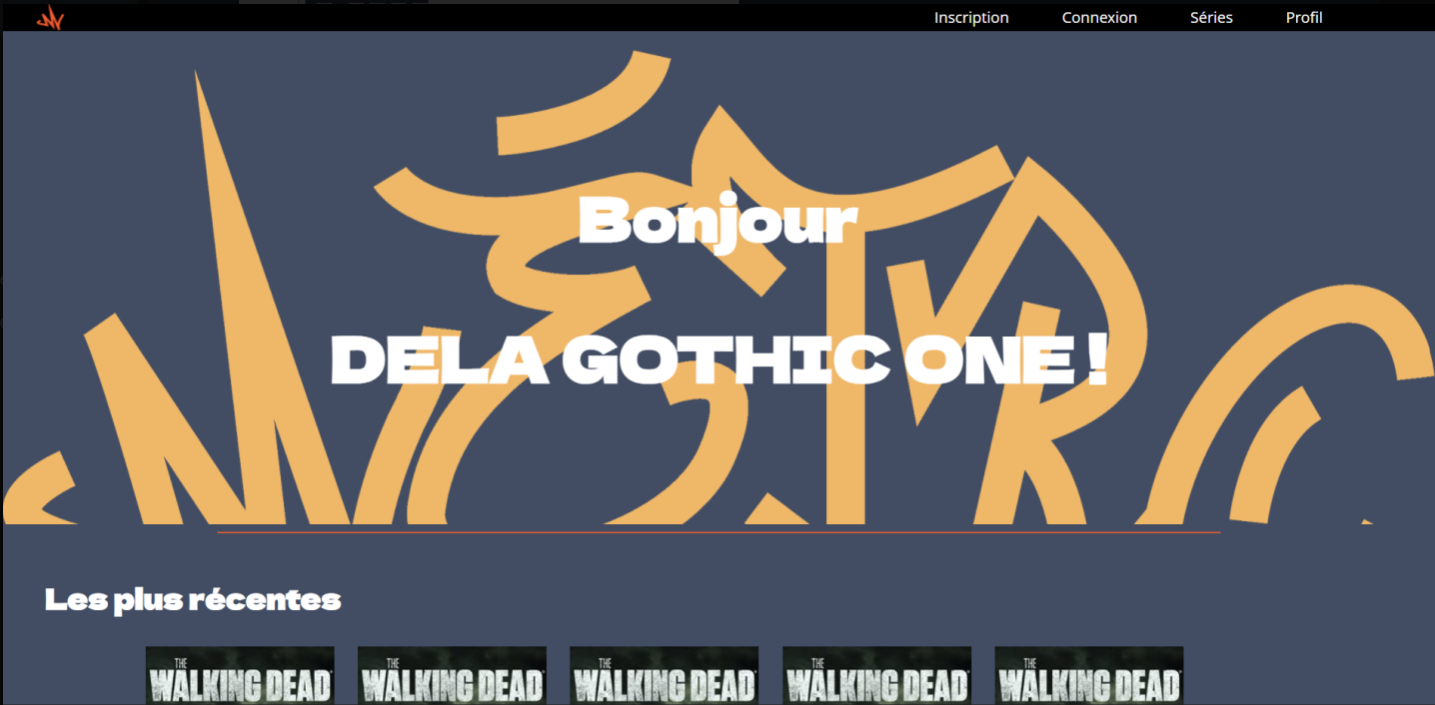 Inscription Connexion Séries Profil
Bonjour
DELA GOTHIC ONE !
Les plus récentes
THE WALKING DEAD THE WALKING DEAD THE WALKING DEAD THE WALKING DEAD THE WALKING DEAD